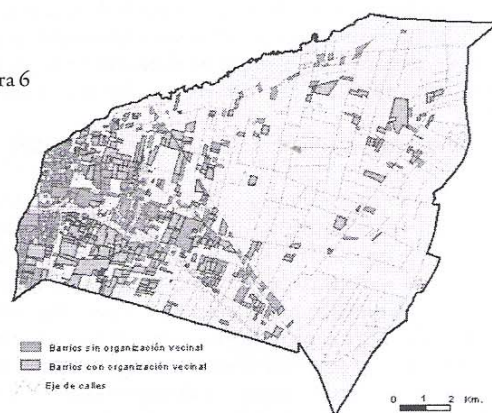 ra 6
Barrios sin organización vecinal
Barrios con organización vecinal
Eje de calles
0 1 2 Km.